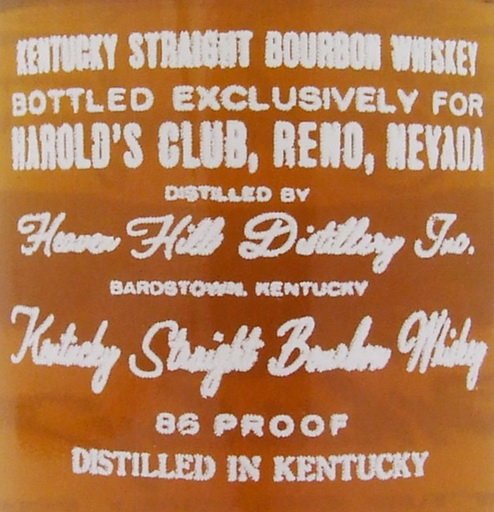 KENTUCKY STRAIGHT BOURBON WHISKEY
BOTTLED EXCLUSIVELY FOR
HAROLD'S CLUB, RENO, NEVADA
DISTILLED BY
Heaven Hill Distillery Inc.
BARDSTOWN, KENTUCKY
Kentucky Straight Bourbon Whiskey
86 PROOF
DISTILLED IN KENTUCKY